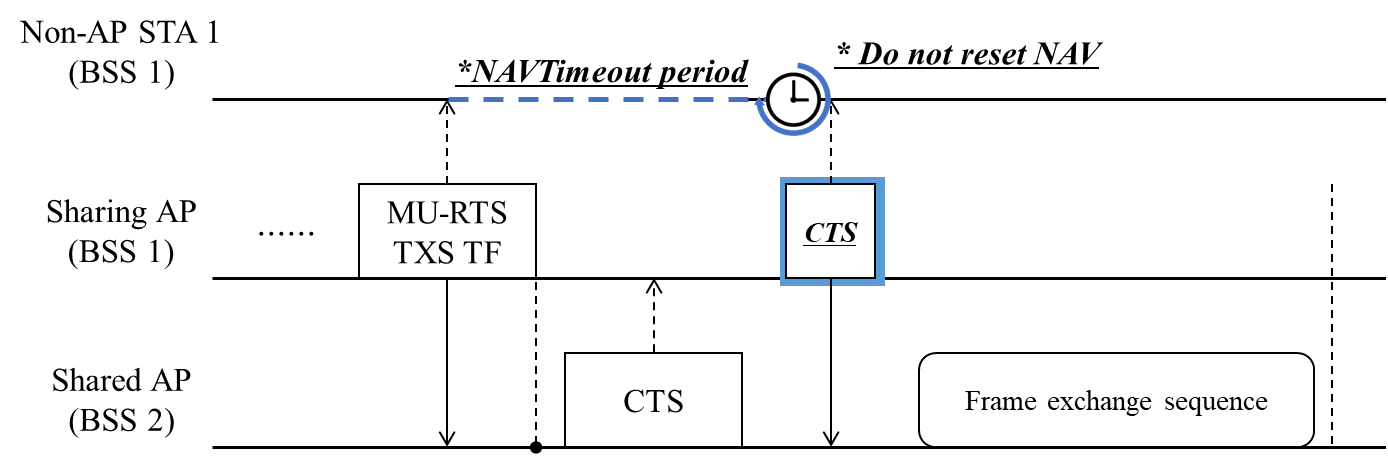 Non-AP STA 1
(BSS 1)
*NAVTimeout period
* Do not reset NAV
Sharing AP
(BSS 1)
......
MU-RTS
TXS TF
CTS
Shared AP
(BSS 2)
CTS
Frame exchange sequence